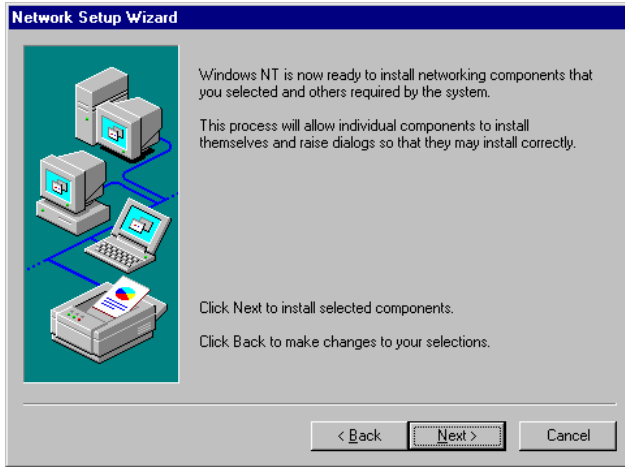 Network Setup Wizard
Windows NT is now ready to install networking components that
you selected and others required by the system.
This process will allow individual components to install
themselves and raise dialogs so that they may install correctly.
Click Next to install selected components.
Click Back to make changes to your selections.
< Back
Next >
Cancel